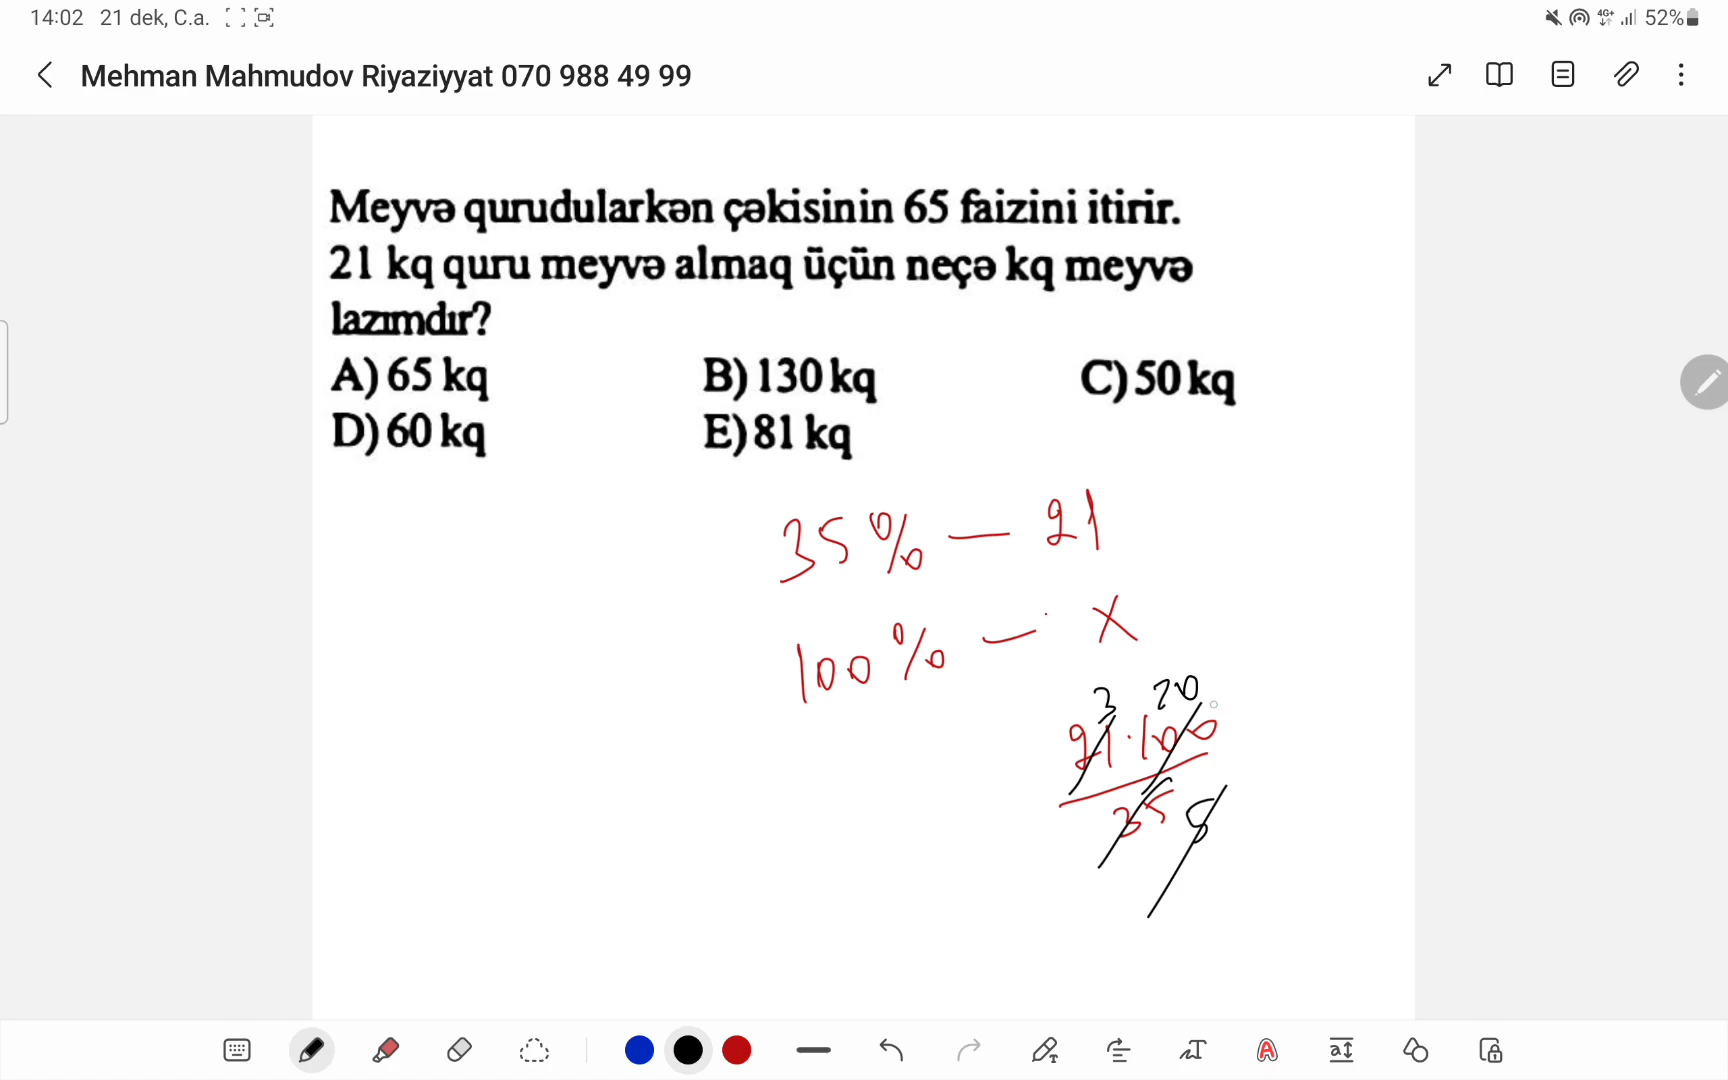 14:02 21 dek, C.a. 4G+ 52%
Mehman Mahmudov Riyaziyyat 070 988 49 99
Meyvə qurudularkən çəkisinin 65 faizini itirir.
21 kq quru meyvə almaq üçün neçə kq meyvə
lazımdır?
A) 65 kq B) 130 kq C) 50 kq
D) 60 kq E) 81 kq
35% — 21
100% — x
3 20
21·100
35 5